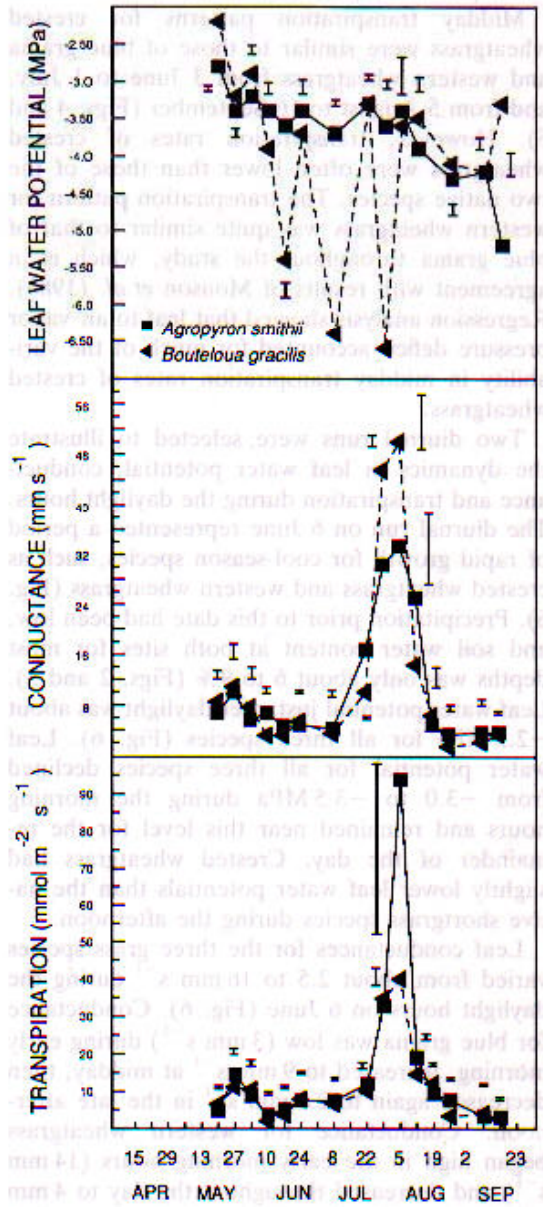 LEAF WATER POTENTIAL (MPa)
-2.50
-3.0
-3.50
-4.0
-4.50
-5.0
-5.50
-6.0
-6.50
Agropyron smithii
Bouteloua gracilis
CONDUCTANCE (mm s-1)
56
48
40
32
24
16
8
TRANSPIRATION (mmol m-2 s-1)
90
80
70
60
50
40
30
20
10
15 29 13 27 10 24 8 22 5 19 2 23
APR MAY JUN JUL AUG SEP
Midday transpiration patterns for crested
wheatgrass were similar to those of blue grama
and western wheatgrass from 3 June to 1 July,
and from 5 to September (Figs. 4 and
However, transpiration rates of crested
were often lower than those of the
two native species. The transpiration pattern for
western wheatgrass was quite similar to that of
blue grama throughout the study, which is in
agreement with results of Monson et al.
Regression analysis showed that leaf to air vapor
pressure deficit accounted for much of the vari-
ability in midday transpiration rates of crested
wheatgrass.
Two diurnal runs were selected to illustrate
the dynamics in leaf water potential, conduct-
ance and transpiration during the daylight hours.
The diurnal run on 6 June represented a period
of rapid growth for cool-season species, such as
crested wheatgrass and western wheatgrass (Fig.
6). Precipitation prior to this date had been low,
and soil water content at both sites for most
depths was only about 6 to 8% (Figs. 2 and
Leaf water potential just daylight was about
for all three species (Fig. 6). Leaf
water potential for all three species declined
from −3.0 to −3.5 MPa during the morning
hours and remained near this level for the re-
mainder of the day. Crested wheatgrass had
slightly lower leaf water potentials than the na-
tive shortgrass species during the afternoon.
Leaf conductances for the three grass species
varied from about 2.5 to 16 mm s−1 during the
daylight hours on 6 June (Fig. 6). Conductance
for blue grama was low (3 mm s−1) during early
morning, increased to 9 mm s−1 at midday, then
decreased again in the late after-
noon. Conductance for western wheatgrass
began high in the early morning hours (14 mm
and decreased throughout the day to 4 mm